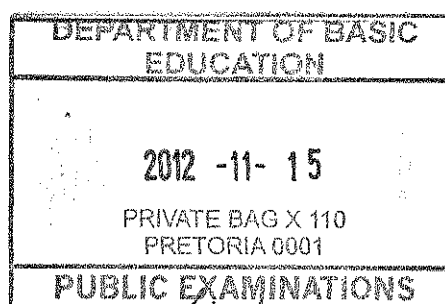 DEPARTMENT OF BASIC
EDUCATION
2012 -11- 15
PRIVATE BAG X 110
PRETORIA 0001
PUBLIC EXAMINATIONS